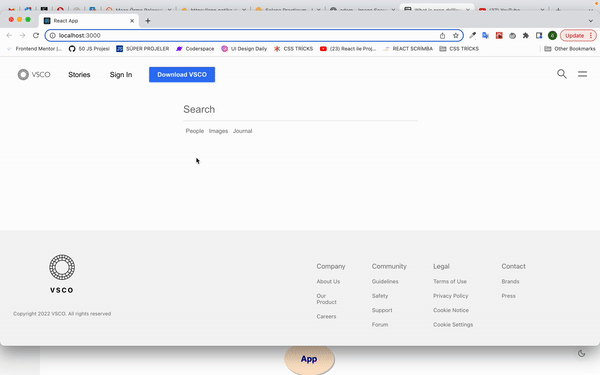 React App
localhost:3000
Update
Frontend Mentor |...
50 JS Projesi
SÜPER PROJELER
Coderspace
UI Design Daily
CSS TRİCKS
(23) React ile Proj...
REACT SCRİMBA
CSS TRICKS
Other Bookmarks
VSCO Stories Sign In Download VSCO
Search
People Images Journal
VSCO
Copyright 2022 VSCO. All rights reserved
Company
About Us
Our
Product
Careers
Community
Guidelines
Safety
Support
Forum
Legal
Terms of Use
Privacy Policy
Cookie Notice
Cookie Settings
Contact
Brands
Press
App